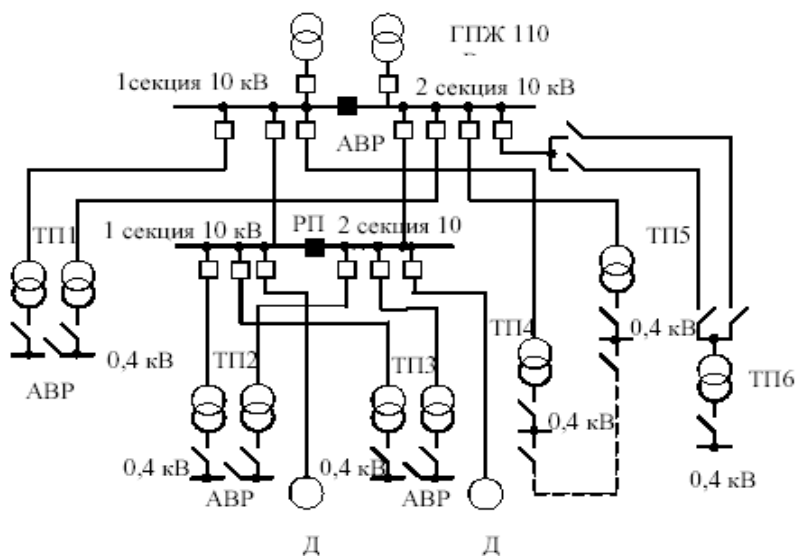 ГПЖ 110
1секция 10 кВ
2 секция 10 кВ
АВР
РП
1 секция 10 кВ
2 секция 10
ТП1
ТП5
ТП4
0,4 кВ
0,4 кВ
ТП2
ТП3
ТП6
АВР
0,4 кВ
0,4 кВ
0,4 кВ
0,4 кВ
АВР
АВР
Д
Д